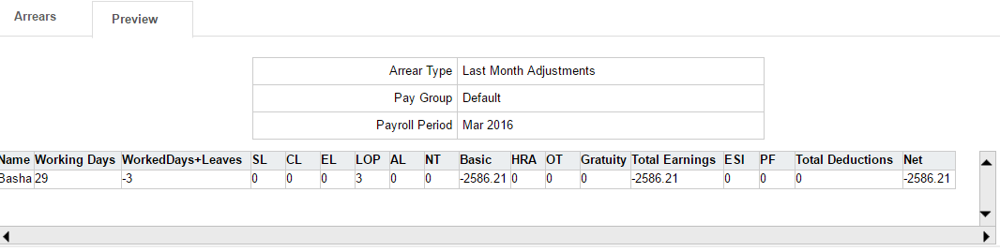 Arrears Preview
Arrear Type Last Month Adjustments
Pay Group Default
Payroll Period Mar 2016
Name Working Days WorkedDays+Leaves SL CL EL LOP AL NT Basic HRA OT Gratuity Total Earnings ESI PF Total Deductions Net
Basha 29 -3 0 0 0 3 0 0 -2586.21 0 0 0 -2586.21 0 0 0 -2586.21